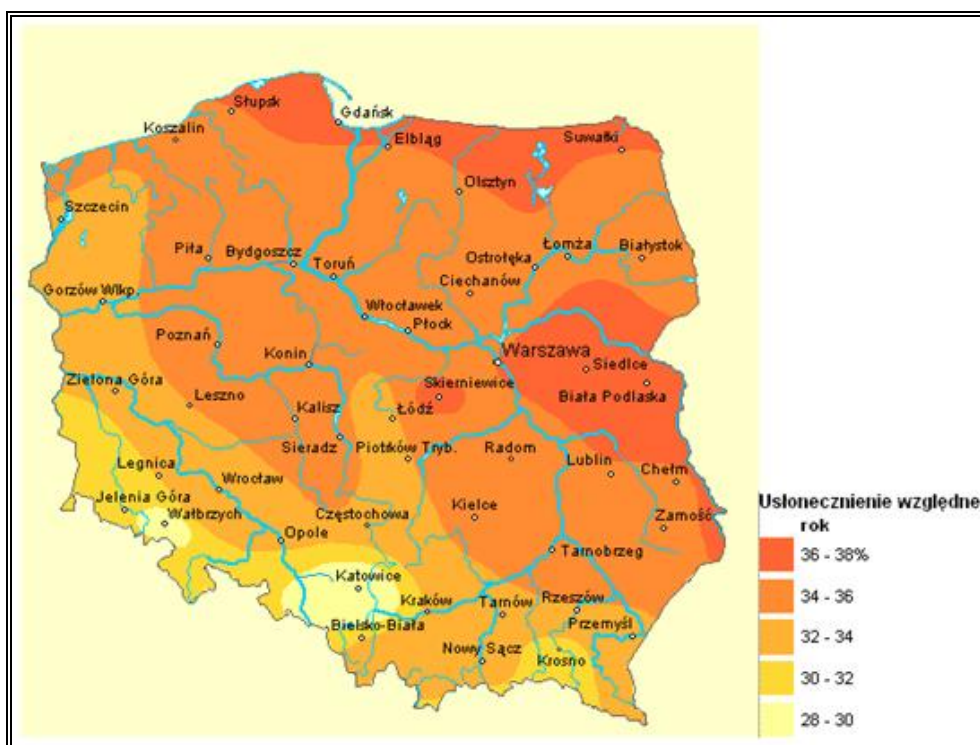 Słupsk
Gdańsk
Koszalin
Elbląg
Suwałki
Olsztyn
Szczecin
Piła
Bydgoszcz
Toruń
Ostrołęka
Łomża
Białystok
Ciechanów
Gorzów Wlkp.
Włocławek
Płock
Poznań
Konin
Warszawa
Siedlce
Skierniewice
Biała Podlaska
Zielona Góra
Leszno
Kalisz
Łódź
Sieradz
Piotrków Tryb.
Radom
Lublin
Chełm
Legnica
Wrocław
Jelenia Góra
Wałbrzych
Częstochowa
Kielce
Zamość
Opole
Tarnobrzeg
Katowice
Kraków
Tarnów
Rzeszów
Przemyśl
Bielsko-Biała
Nowy Sącz
Krosno
Usłonecznienie względne
rok
36 - 38%
34 - 36
32 - 34
30 - 32
28 - 30